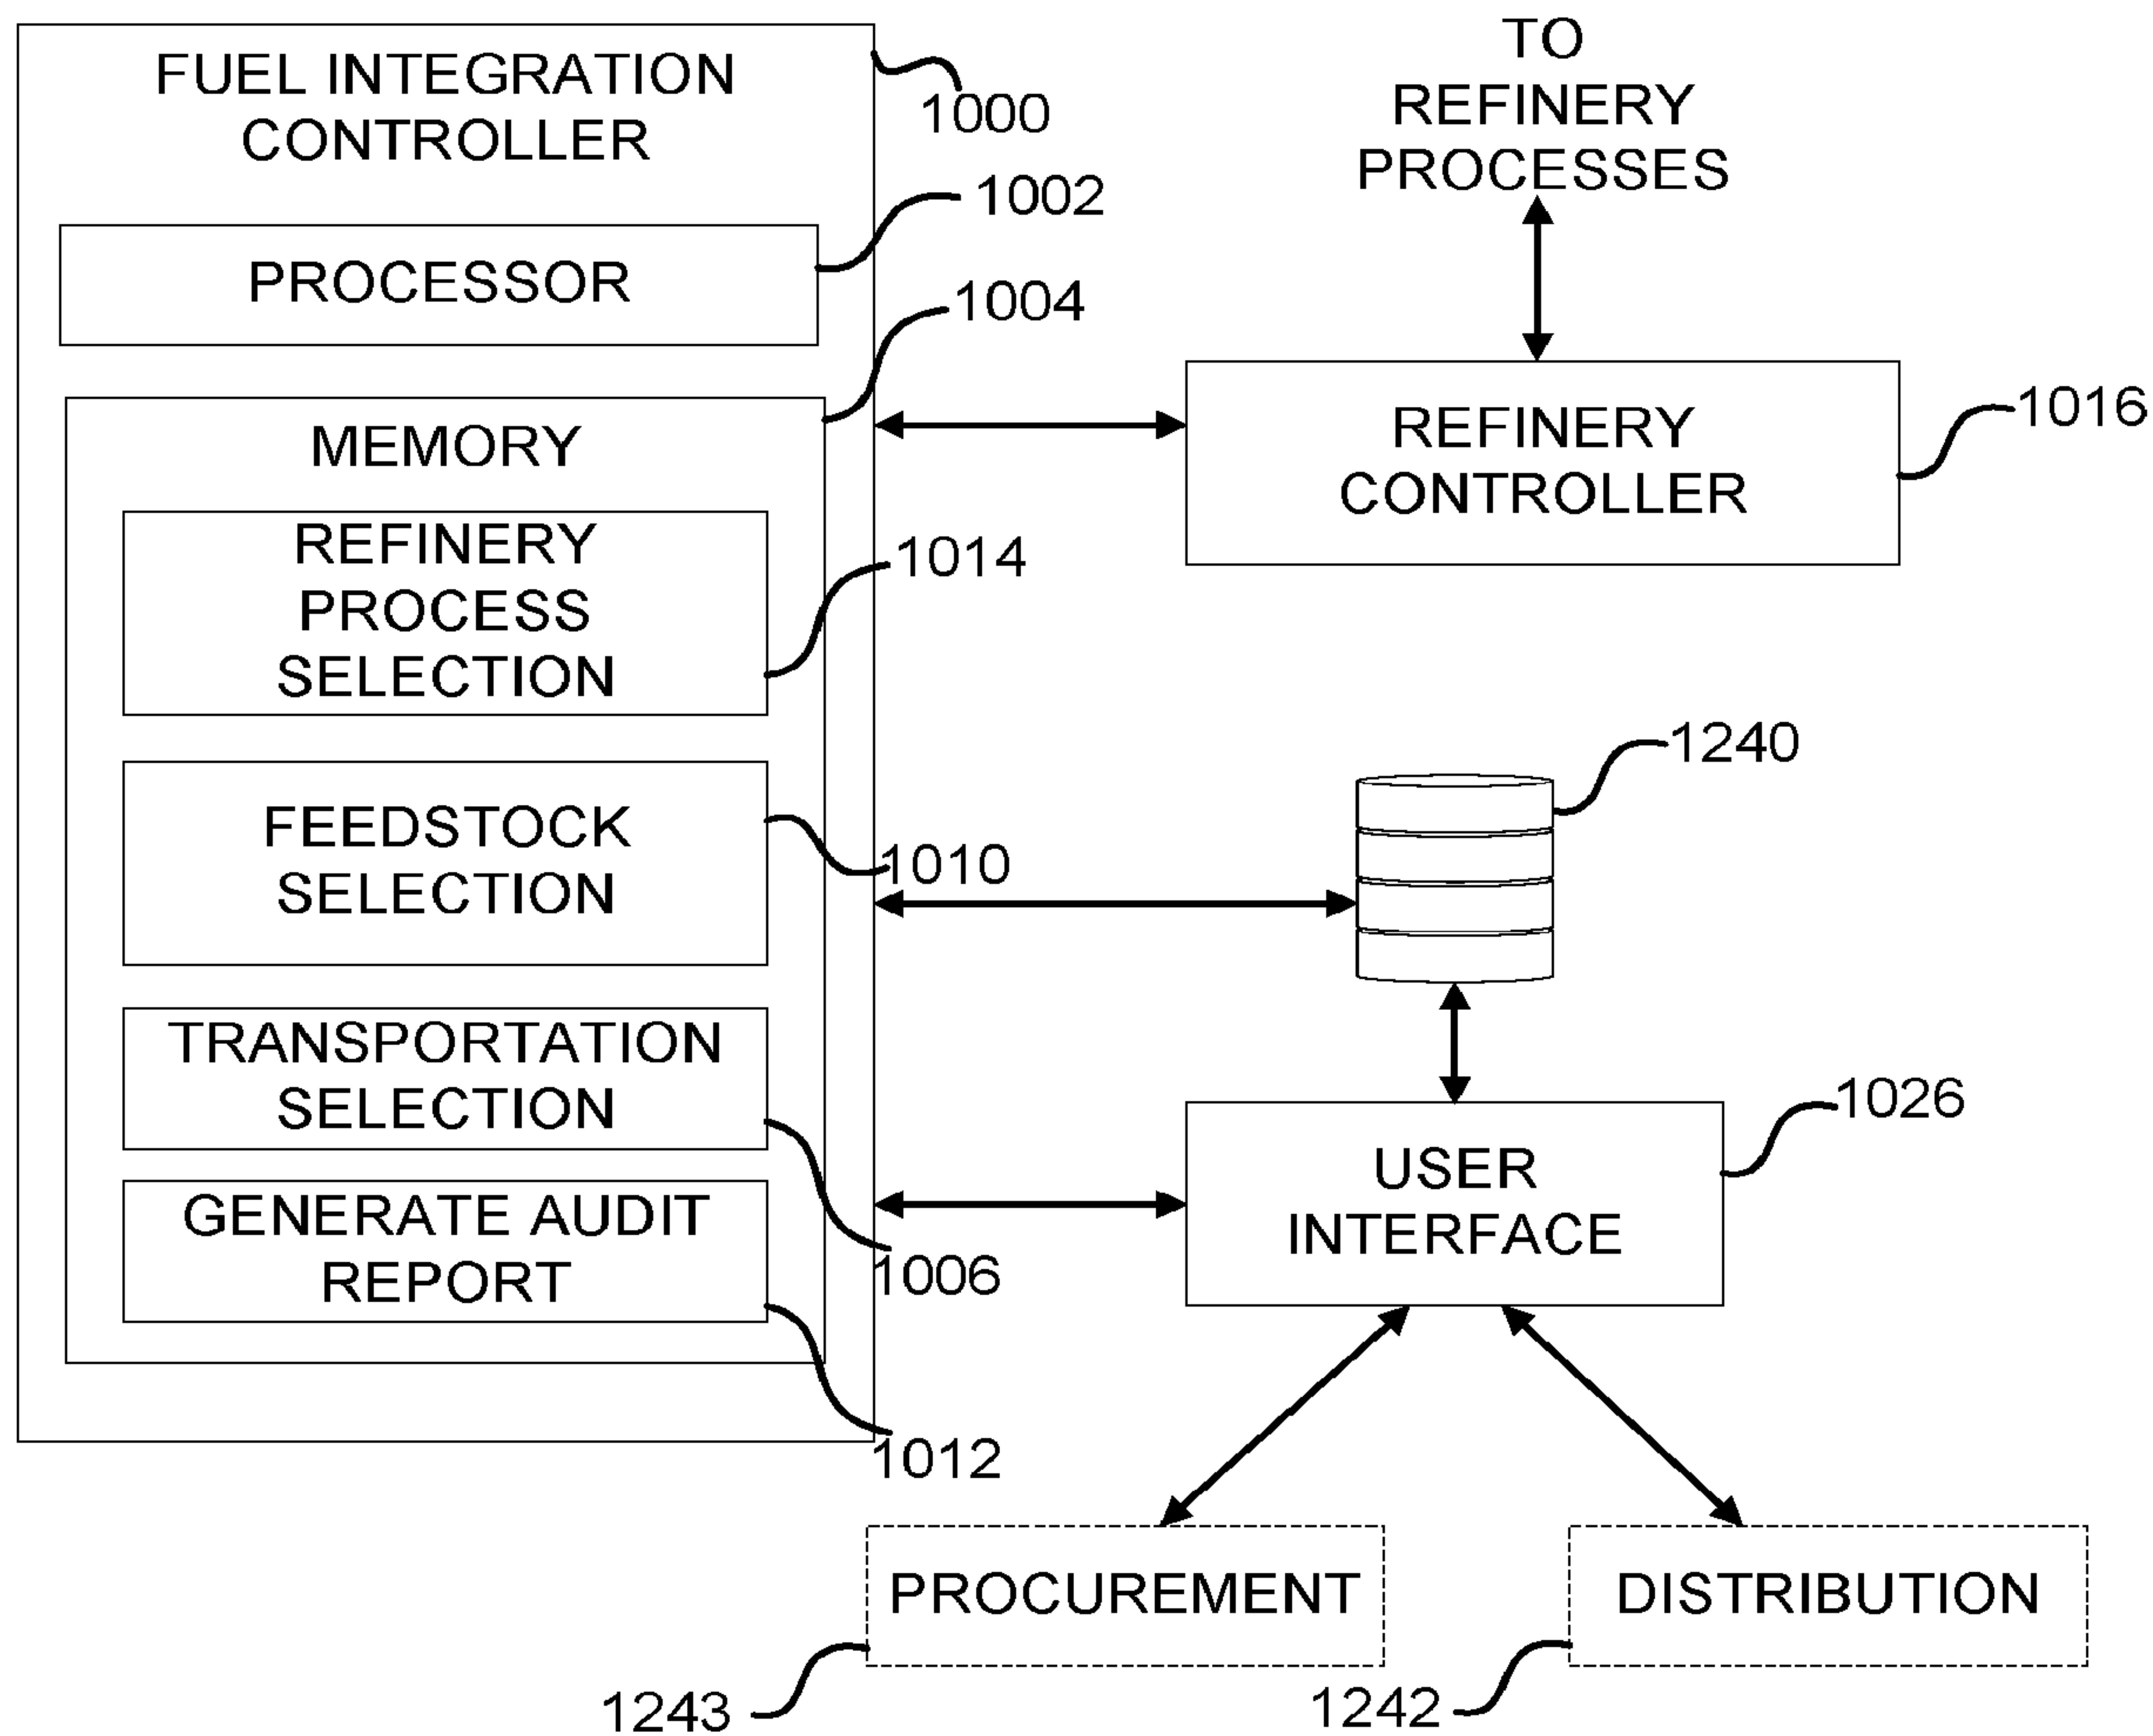 FUEL INTEGRATION
CONTROLLER
1000
PROCESSOR
1002
MEMORY
1004
REFINERY
PROCESS
SELECTION
1014
FEEDSTOCK
SELECTION
1010
TRANSPORTATION
SELECTION
1006
GENERATE AUDIT
REPORT
1012
TO
REFINERY
PROCESSES
REFINERY
CONTROLLER
1016
1240
USER
INTERFACE
1026
PROCUREMENT
1243
DISTRIBUTION
1242